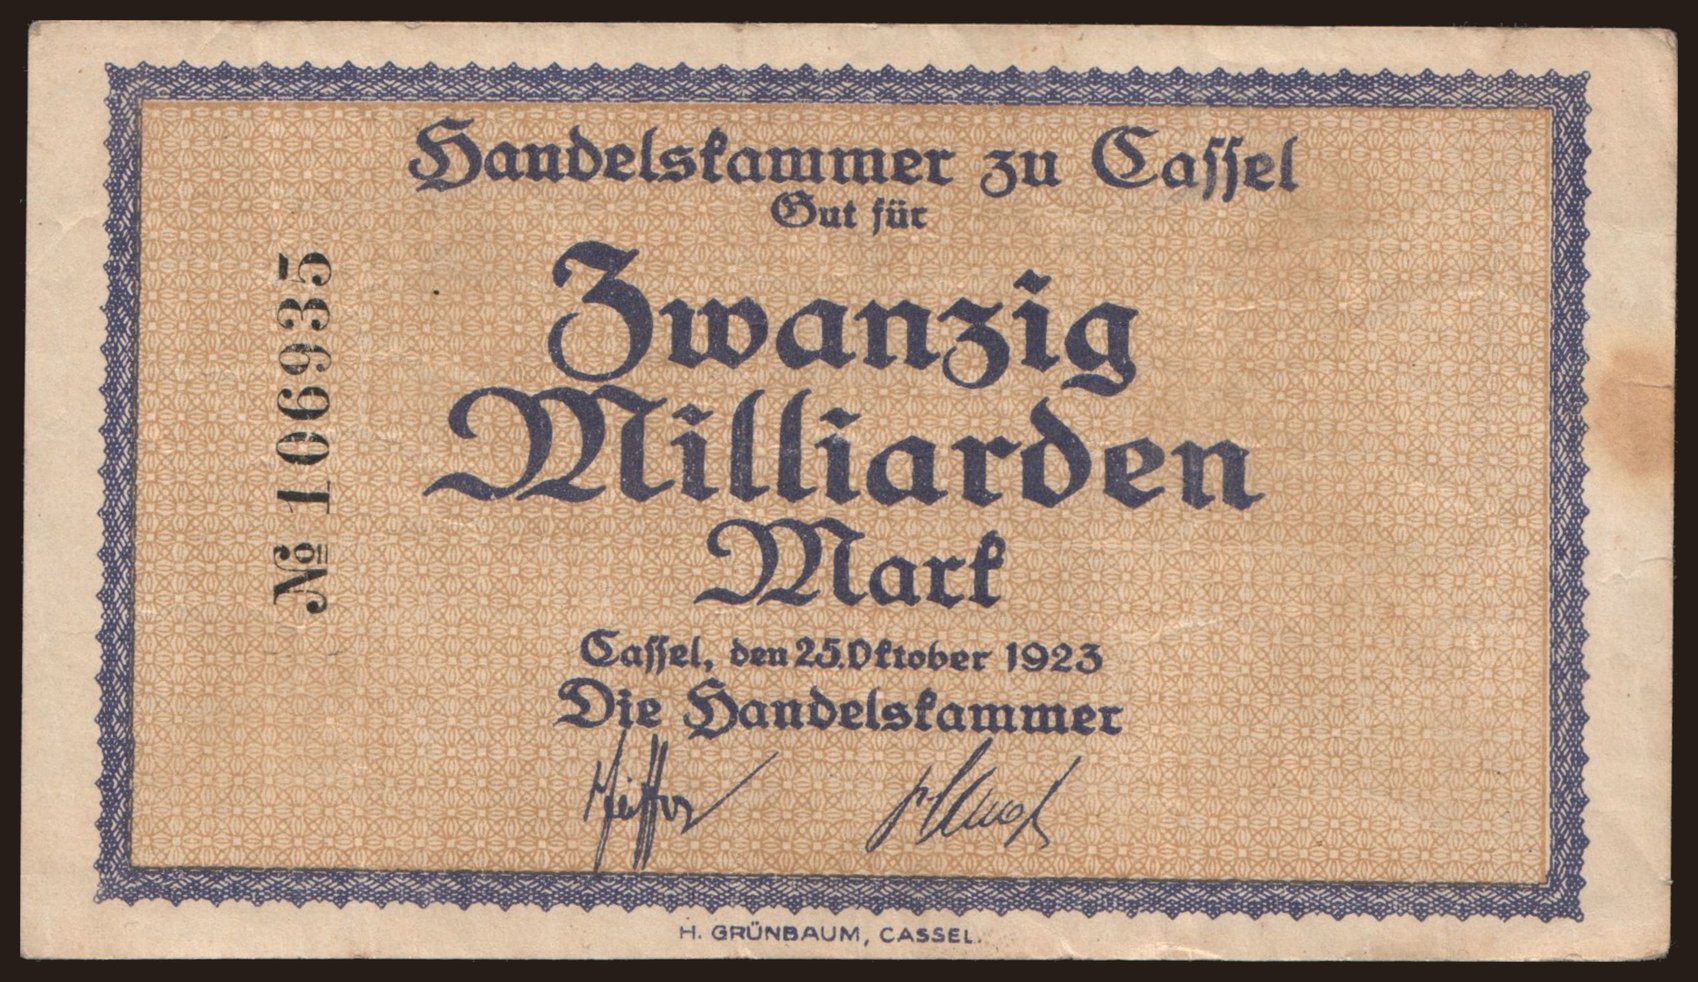 Handelskammer zu Cassel
Gut für
Zwanzig
Milliarden
Mark
Cassel, den 25. Oktober 1923
Die Handelskammer
№ 106935
H. GRÜNBAUM, CASSEL.